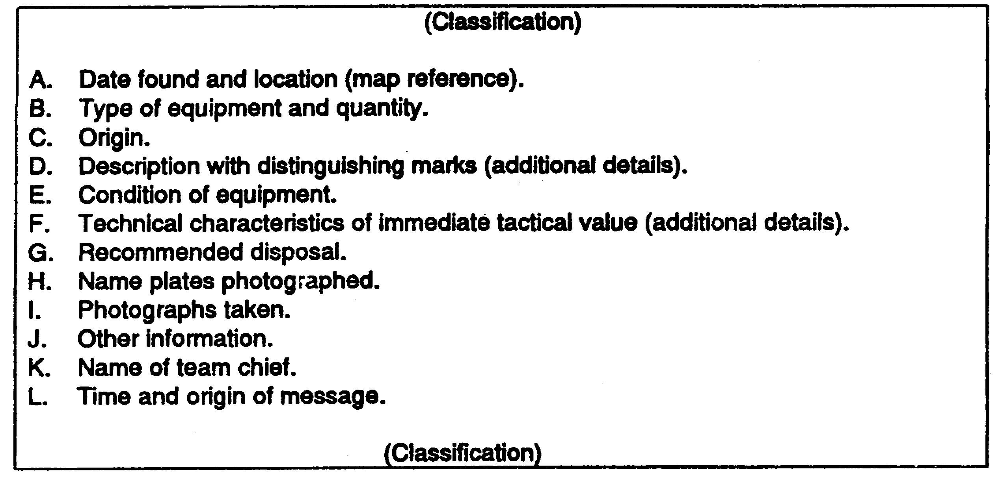 (Classification)
A. Date found and location (map reference).
B. Type of equipment and quantity.
C. Origin.
D. Description with distinguishing marks (additional details).
E. Condition of equipment.
F. Technical characteristics of immediate tactical value (additional details).
G. Recommended disposal.
H. Name plates photographed.
I. Photographs taken.
J. Other information.
K. Name of team chief.
L. Time and origin of message.
(Classification)